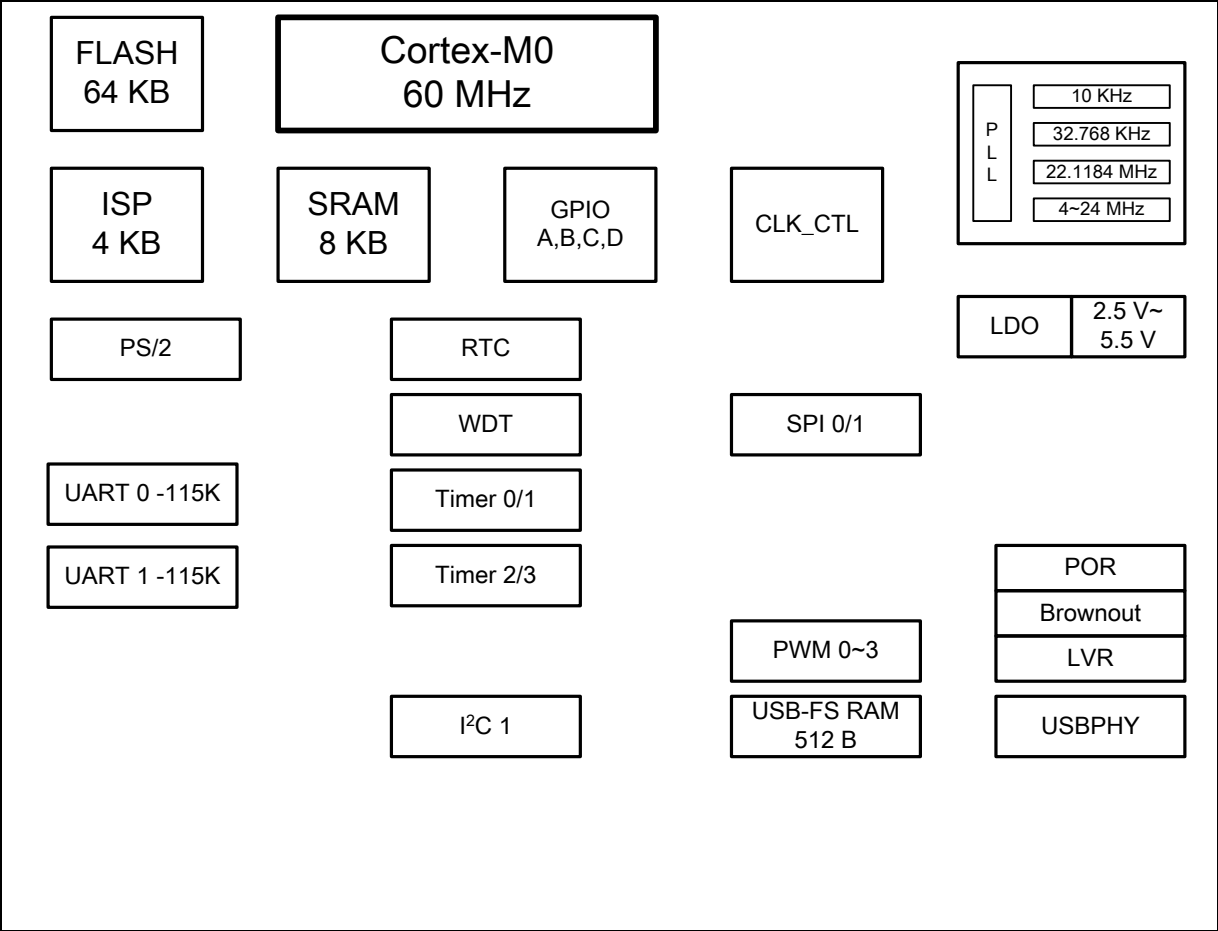 FLASH
64 KB
Cortex-M0
60 MHz
P
L
L
10 KHz
32.768 KHz
22.1184 MHz
4~24 MHz
ISP
4 KB
SRAM
8 KB
GPIO
A,B,C,D
CLK_CTL
LDO
2.5 V~
5.5 V
PS/2
RTC
WDT
SPI 0/1
UART 0 -115K
Timer 0/1
UART 1 -115K
Timer 2/3
POR
Brownout
LVR
PWM 0~3
I²C 1
USB-FS RAM
512 B
USBPHY